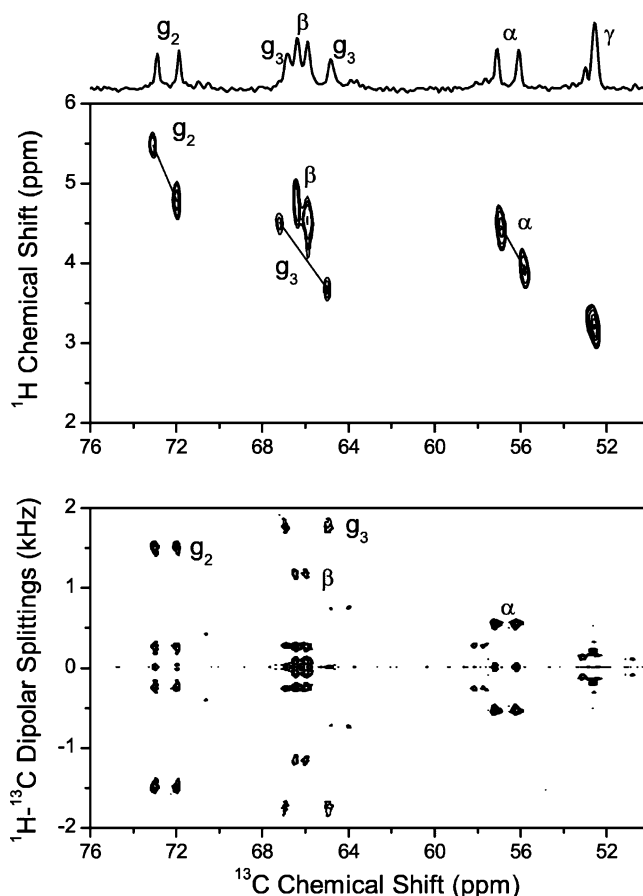 g₂
g₃
β
g₃
α
γ
6
5
4
3
2
¹H Chemical Shift (ppm)
g₂
β
g₃
α
76 72 68 64 60 56 52
2
1
0
-1
-2
¹H-¹³C Dipolar Splittings (kHz)
g₂
g₃
β
α
76 72 68 64 60 56 52
¹³C Chemical Shift (ppm)